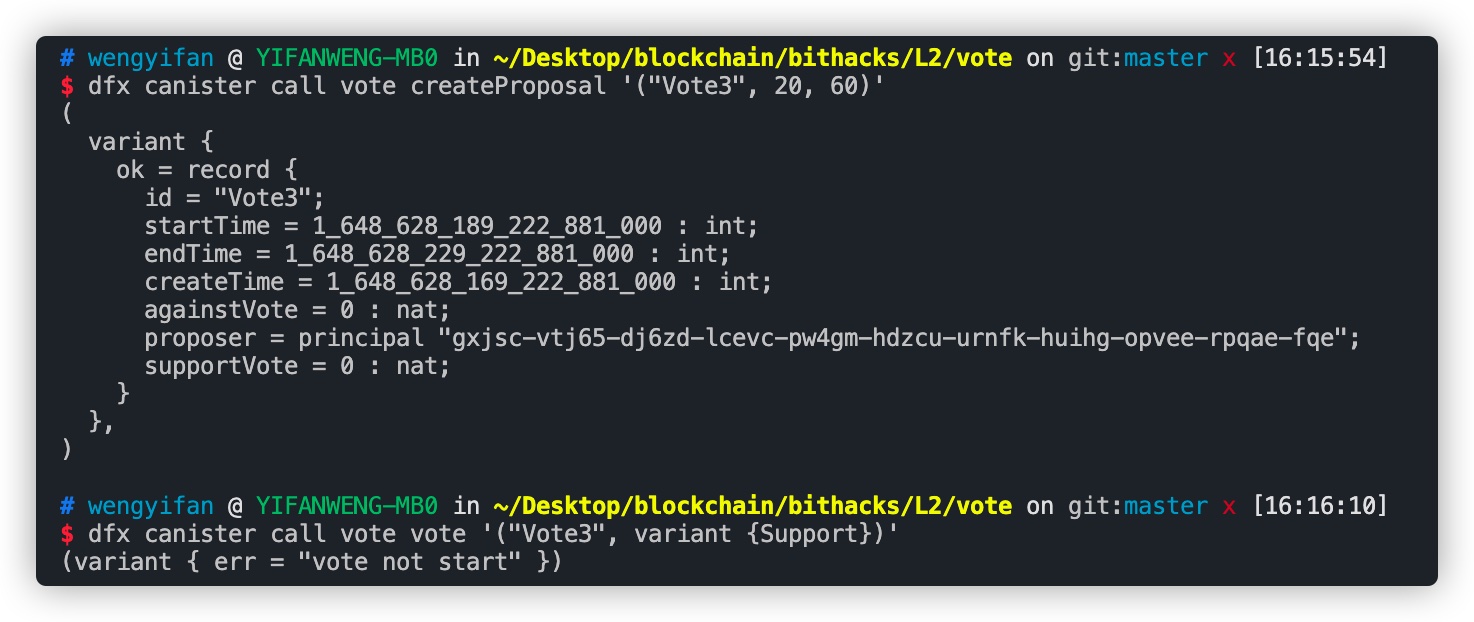 # wengyifan @ YIFANWENG-MB0 in ~/Desktop/blockchain/bithacks/L2/vote on git:master x [16:15:54]
$ dfx canister call vote createProposal '("Vote3", 20, 60)'
(
  variant {
    ok = record {
      id = "Vote3";
      startTime = 1_648_628_189_222_881_000 : int;
      endTime = 1_648_628_229_222_881_000 : int;
      createTime = 1_648_628_169_222_881_000 : int;
      againstVote = 0 : nat;
      proposer = principal "gxjsc-vtj65-dj6zd-lcevc-pw4gm-hdzcu-urnfk-huihg-opvee-rpqae-fqe";
      supportVote = 0 : nat;
    }
  },
)
# wengyifan @ YIFANWENG-MB0 in ~/Desktop/blockchain/bithacks/L2/vote on git:master x [16:16:10]
$ dfx canister call vote vote '("Vote3", variant {Support})'
(variant { err = "vote not start" })